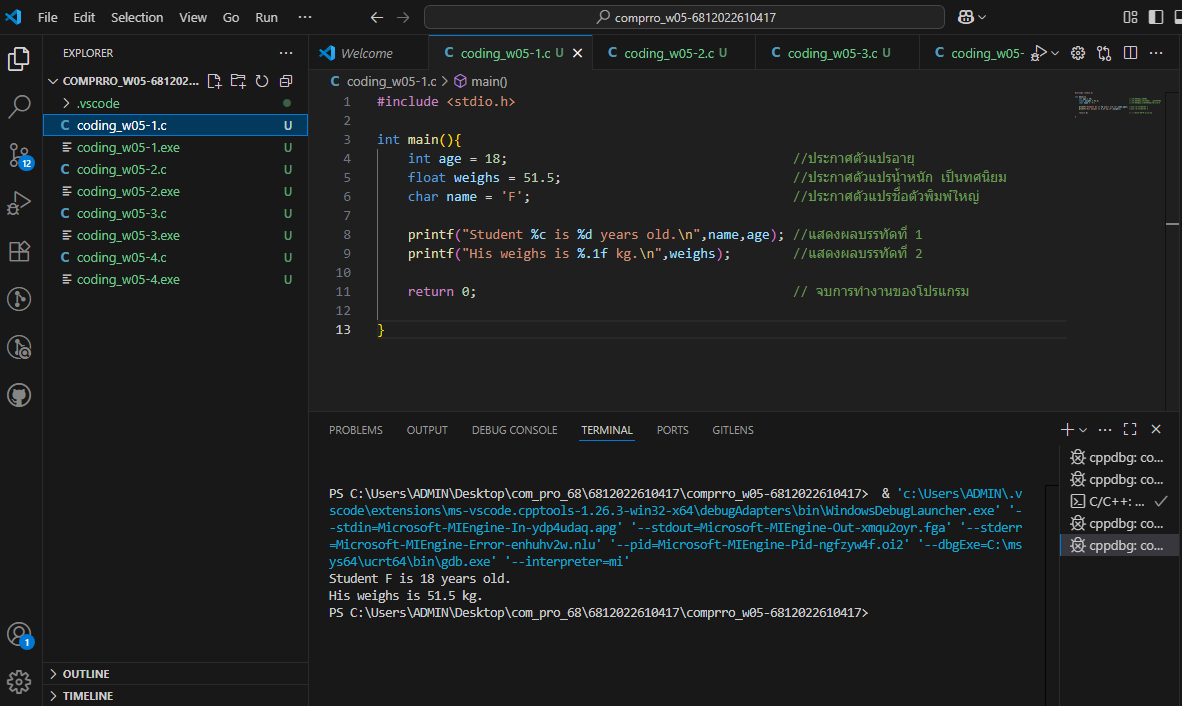 File Edit Selection View Go Run ··· comprro_w05-6812022610417
EXPLORER ···
COMPRRO_W05-681202...
.vscode
coding_w05-1.c U
coding_w05-1.exe U
coding_w05-2.c U
coding_w05-2.exe U
coding_w05-3.c U
coding_w05-3.exe U
coding_w05-4.c U
coding_w05-4.exe U
12
1
OUTLINE
TIMELINE
Welcome C coding_w05-1.c U C coding_w05-2.c U C coding_w05-3.c U C coding_w05-
C coding_w05-1.c > main()
1 #include <stdio.h>
2
3 int main(){
4 int age = 18; //ประกาศตัวแปรอายุ
5 float weighs = 51.5; //ประกาศตัวแปรน้ำหนัก เป็นทศนิยม
6 char name = 'F'; //ประกาศตัวแปรชื่อตัวพิมพ์ใหญ่
7
8 printf("Student %c is %d years old.\n",name,age); //แสดงผลบรรทัดที่ 1
9 printf("His weighs is %.1f kg.\n",weighs); //แสดงผลบรรทัดที่ 2
10
11 return 0; // จบการทำงานของโปรแกรม
12
13 }
PROBLEMS OUTPUT DEBUG CONSOLE TERMINAL PORTS GITLENS
PS C:\Users\ADMIN\Desktop\com_pro_68\6812022610417\comprro_w05-6812022610417> & 'c:\Users\ADMIN\.v
scode\extensions\ms-vscode.cpptools-1.26.3-win32-x64\debugAdapters\bin\WindowsDebugLauncher.exe' '-
-stdin=Microsoft-MIEngine-In-ydp4udaq.apg' '--stdout=Microsoft-MIEngine-Out-xmqu2oyr.fga' '--stderr
=Microsoft-MIEngine-Error-enhuhv2w.nlu' '--pid=Microsoft-MIEngine-Pid-ngfzyw4f.oi2' '--dbgExe=C:\ms
ys64\ucrt64\bin\gdb.exe' '--interpreter=mi'
Student F is 18 years old.
His weighs is 51.5 kg.
PS C:\Users\ADMIN\Desktop\com_pro_68\6812022610417\comprro_w05-6812022610417>
cppdbg: co...
cppdbg: co...
C/C++: ...
cppdbg: co...
cppdbg: co...